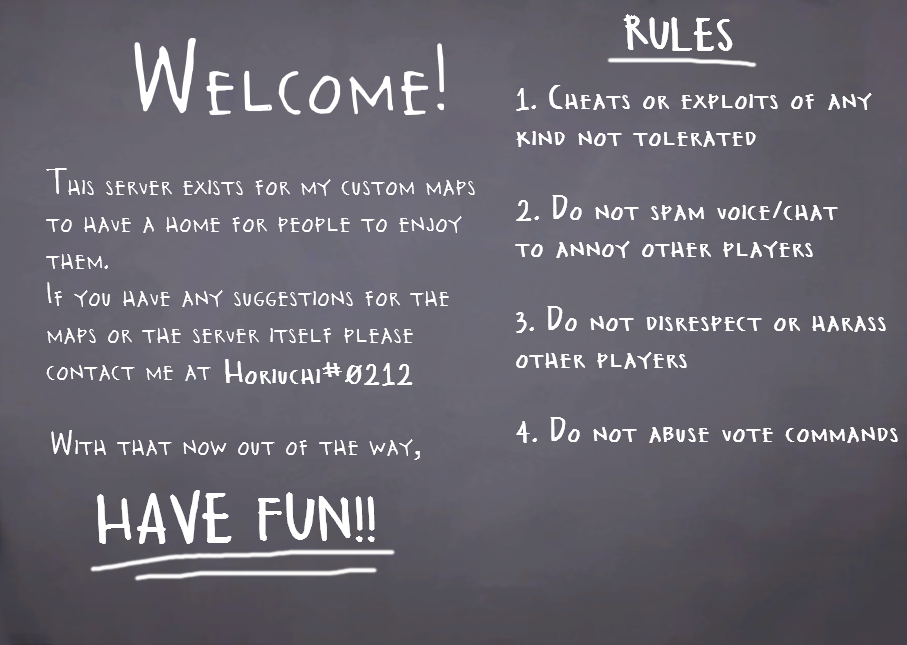 Welcome!
This server exists for my custom maps
to have a home for people to enjoy
them.
If you have any suggestions for the
maps or the server itself please
contact me at Horiuchi#0212
With that now out of the way,
HAVE FUN!!
RULES
1. Cheats or exploits of any
kind not tolerated
2. Do not spam voice/chat
to annoy other players
3. Do not disrespect or harass
other players
4. Do not abuse vote commands